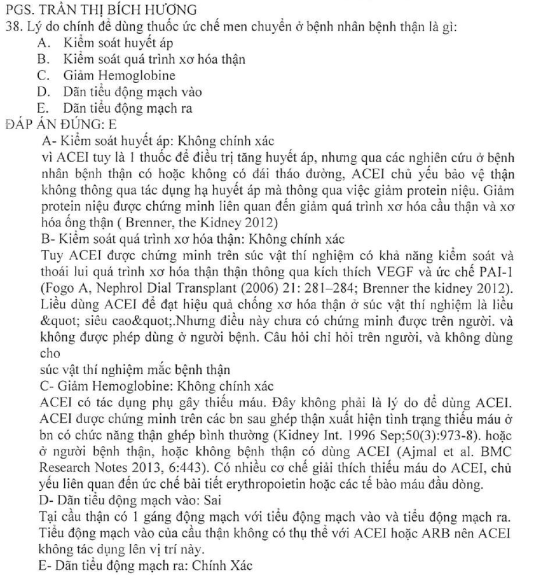 PGS. TRẦN THỊ BÍCH HƯƠNG
38. Lý do chính để dùng thuốc ức chế men chuyển ở bệnh nhân bệnh thận là gì:
A. Kiểm soát huyết áp
B. Kiểm soát quá trình xơ hóa thận
C. Giảm Hemoglobine
D. Dãn tiểu động mạch vào
E. Dãn tiểu động mạch ra
ĐÁP ÁN ĐÚNG: E
A- Kiểm soát huyết áp: Không chính xác
vì ACEI tuy là 1 thuốc để điều trị tăng huyết áp, nhưng qua các nghiên cứu ở bệnh
nhân bệnh thận có hoặc không có đái tháo đường, ACEI chủ yếu bảo vệ thận
không thông qua tác dụng hạ huyết áp mà thông qua việc giảm protein niệu. Giảm
protein niệu được chứng minh liên quan đến giảm quá trình xơ hóa cầu thận và xơ
hóa ống thận ( Brenner, the Kidney 2012)
B- Kiểm soát quá trình xơ hóa thận: Không chính xác
Tuy ACEI được chứng minh trên súc vật thí nghiệm có khả năng kiểm soát và
thoái lui quá trình xơ hóa thận thận thông qua kích thích VEGF và ức chế PAI-1
(Fogo A, Nephrol Dial Transplant (2006) 21: 281–284; Brenner the kidney 2012).
Liều dùng ACEI để đạt hiệu quả chống xơ hóa thận ở súc vật thí nghiệm là liều
&quot; siêu cao&quot;.Nhưng điều này chưa có chứng minh được trên người. và
không được phép dùng ở người bệnh. Câu hỏi chỉ hỏi trên người, và không dùng
cho
súc vật thí nghiệm mắc bệnh thận
C- Giảm Hemoglobine: Không chính xác
ACEI có tác dụng phụ gây thiếu máu. Đây không phải là lý do để dùng ACEI.
ACEI được chứng minh trên các bn sau ghép thận xuất hiện tình trạng thiếu máu ở
bn có chức năng thận ghép bình thường (Kidney Int. 1996 Sep;50(3):973-8). hoặc
ở người bệnh thận, hoặc không bệnh thận có dùng ACEI (Ajmal et al. BMC
Research Notes 2013, 6:443). Có nhiều cơ chế giải thích thiếu máu do ACEI, chủ
yếu liên quan đến ức chế bài tiết erythropoietin hoặc các tế bào máu đầu dòng.
D- Dãn tiểu động mạch vào: Sai
Tại cầu thận có 1 gáng động mạch với tiểu động mạch vào và tiểu động mạch ra.
Tiểu động mạch vào của cầu thận không có thụ thể với ACEI hoặc ARB nên ACEI
không tác dụng lên vị trí này.
E- Dãn tiểu động mạch ra: Chính Xác